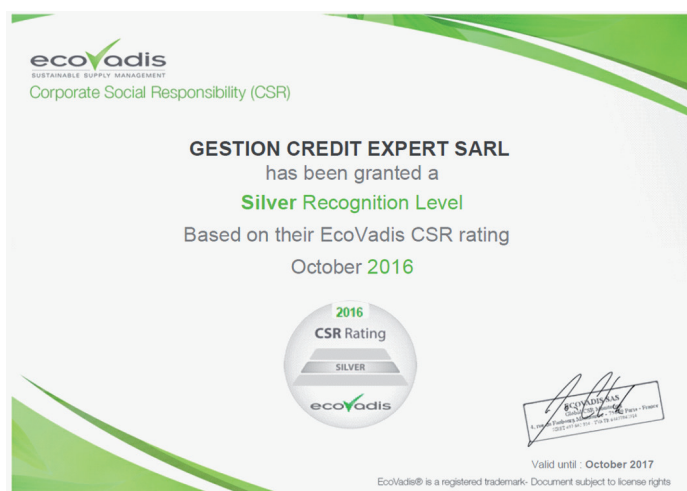 ecovadis
SUSTAINABLE SUPPLY MANAGEMENT
Corporate Social Responsibility (CSR)
GESTION CREDIT EXPERT SARL
has been granted a
Silver Recognition Level
Based on their EcoVadis CSR rating
October 2016
2016
CSR Rating
SILVER
ecovadis
ECOVADIS SAS
Valid until : October 2017
EcoVadis® is a registered trademark- Document subject to license rights